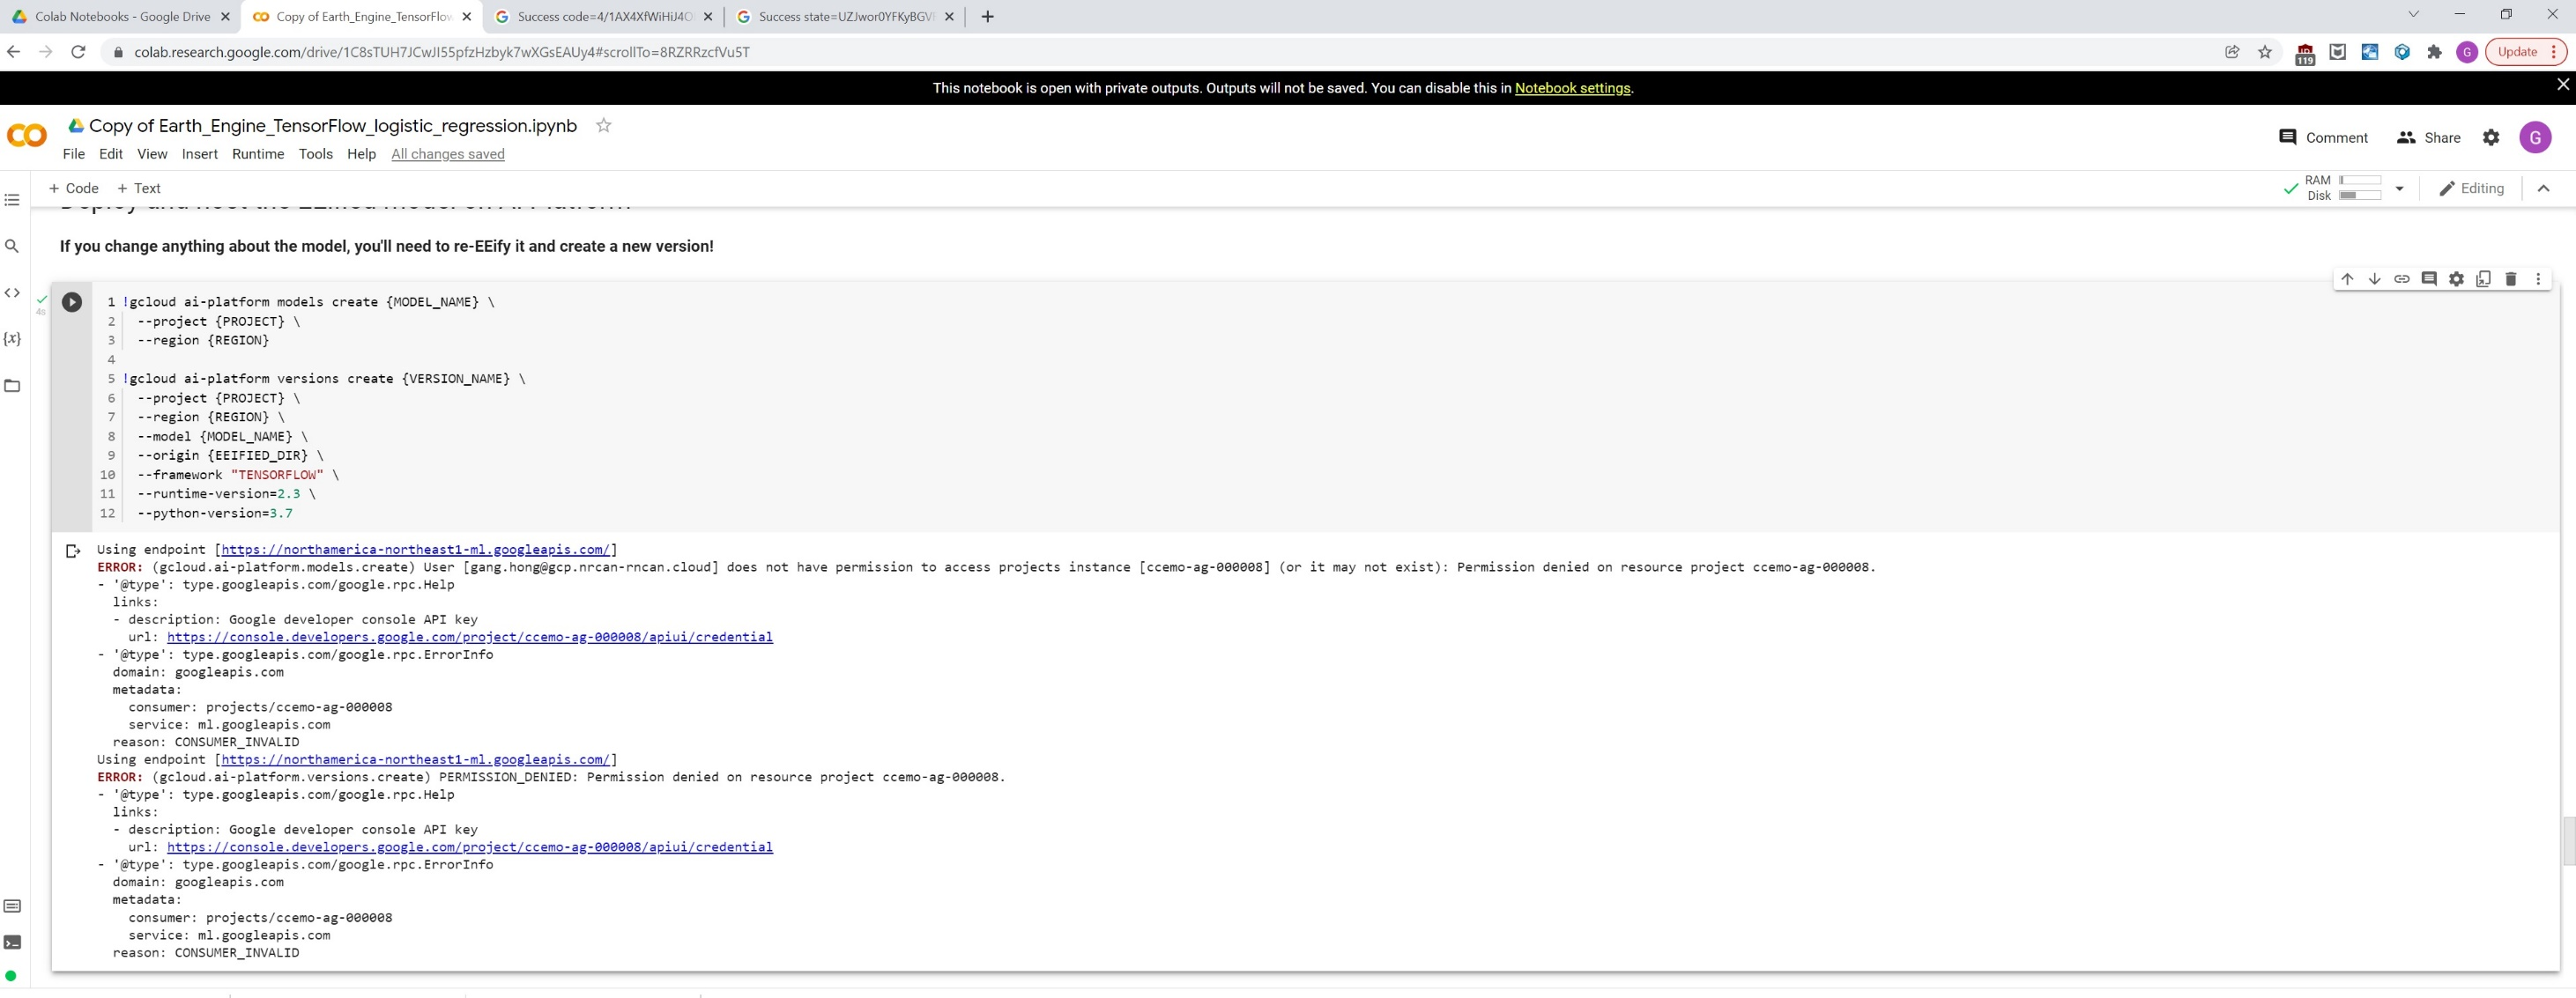 Colab Notebooks - Google Drive
Copy of Earth_Engine_TensorFlow
Success code=4/1AX4XfWiHiJ4O
Success state=UZJwor0YFKyBGV
colab.research.google.com/drive/1C8sTUH7JCwJI55pfzHzbyk7wXGsEAUy4#scrollTo=8RZRRzcfVu5T
119
G
Update
This notebook is open with private outputs. Outputs will not be saved. You can disable this in Notebook settings.
Copy of Earth_Engine_TensorFlow_logistic_regression.ipynb
File Edit View Insert Runtime Tools Help All changes saved
Comment
Share
G
+ Code + Text
RAM
Disk
Editing
If you change anything about the model, you'll need to re-EEify it and create a new version!
4s
1 !gcloud ai-platform models create {MODEL_NAME} \
2 --project {PROJECT} \
3 --region {REGION}
4
5 !gcloud ai-platform versions create {VERSION_NAME} \
6 --project {PROJECT} \
7 --region {REGION} \
8 --model {MODEL_NAME} \
9 --origin {EEIFIED_DIR} \
10 --framework "TENSORFLOW" \
11 --runtime-version=2.3 \
12 --python-version=3.7
Using endpoint [https://northamerica-northeast1-ml.googleapis.com/]
ERROR: (gcloud.ai-platform.models.create) User [gang.hong@gcp.nrcan-rncan.cloud] does not have permission to access projects instance [ccemo-ag-000008] (or it may not exist): Permission denied on resource project ccemo-ag-000008.
- '@type': type.googleapis.com/google.rpc.Help
links:
- description: Google developer console API key
url: https://console.developers.google.com/project/ccemo-ag-000008/apiui/credential
- '@type': type.googleapis.com/google.rpc.ErrorInfo
domain: googleapis.com
metadata:
consumer: projects/ccemo-ag-000008
service: ml.googleapis.com
reason: CONSUMER_INVALID
Using endpoint [https://northamerica-northeast1-ml.googleapis.com/]
ERROR: (gcloud.ai-platform.versions.create) PERMISSION_DENIED: Permission denied on resource project ccemo-ag-000008.
- '@type': type.googleapis.com/google.rpc.Help
links:
- description: Google developer console API key
url: https://console.developers.google.com/project/ccemo-ag-000008/apiui/credential
- '@type': type.googleapis.com/google.rpc.ErrorInfo
domain: googleapis.com
metadata:
consumer: projects/ccemo-ag-000008
service: ml.googleapis.com
reason: CONSUMER_INVALID